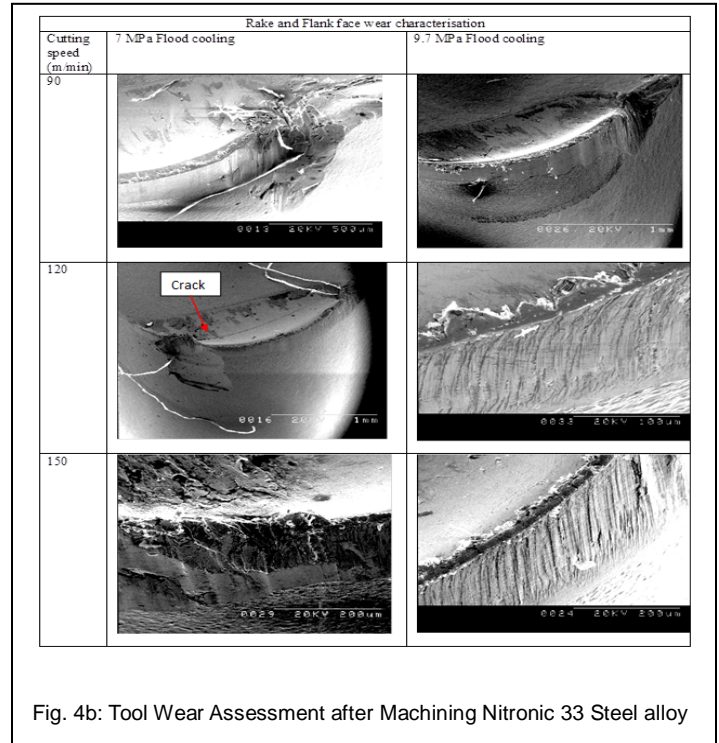 Rake and Flank face wear characterisation
Cutting speed (m/min)
7 MPa Flood cooling
9.7 MPa Flood cooling
90
0013 20KV 500um
0026 20KV 1mm
120
Crack
0016 1mm
0033 20KV 100um
150
0029 20KV 200um
0024 20KV 200um
Fig. 4b: Tool Wear Assessment after Machining Nitronic 33 Steel alloy